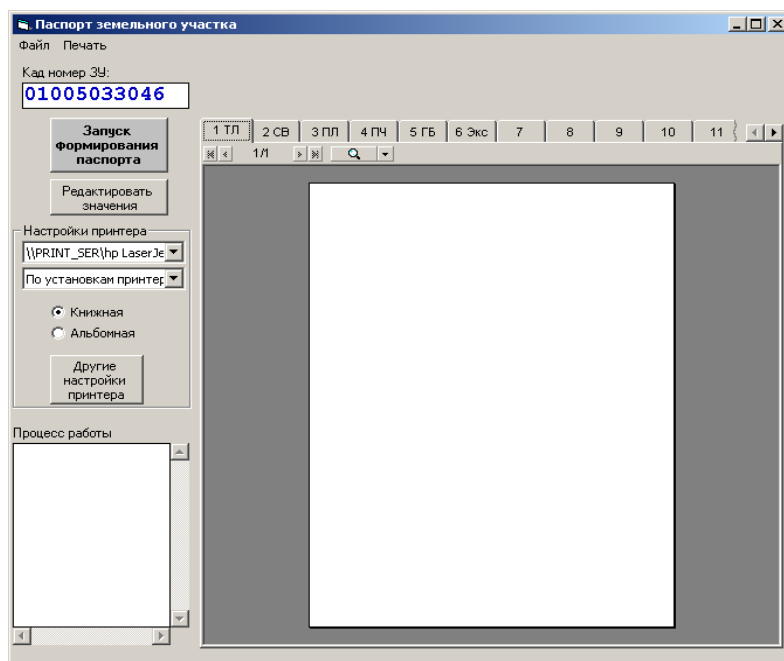 Паспорт земельного участка
Файл Печать
Кад номер ЗУ:
01005033046
Запуск
формирования
паспорта
Редактировать
значения
Настройки принтера
\\PRINT_SER\hp LaserJe
По установкам принтер
Книжная
Альбомная
Другие
настройки
принтера
Процесс работы
1 ТЛ 2 СВ 3 ПЛ 4 ПЧ 5 ГБ 6 Экс 7 8 9 10 11
1/1